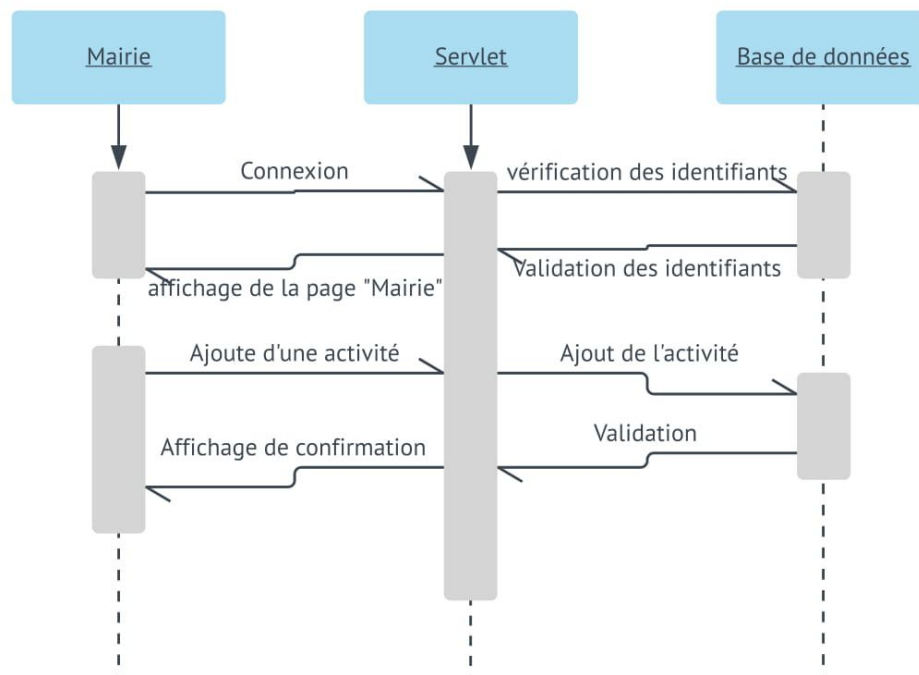 Mairie
Servlet
Base de données
Connexion
vérification des identifiants
Validation des identifiants
affichage de la page "Mairie"
Ajoute d'une activité
Ajout de l'activité
Validation
Affichage de confirmation